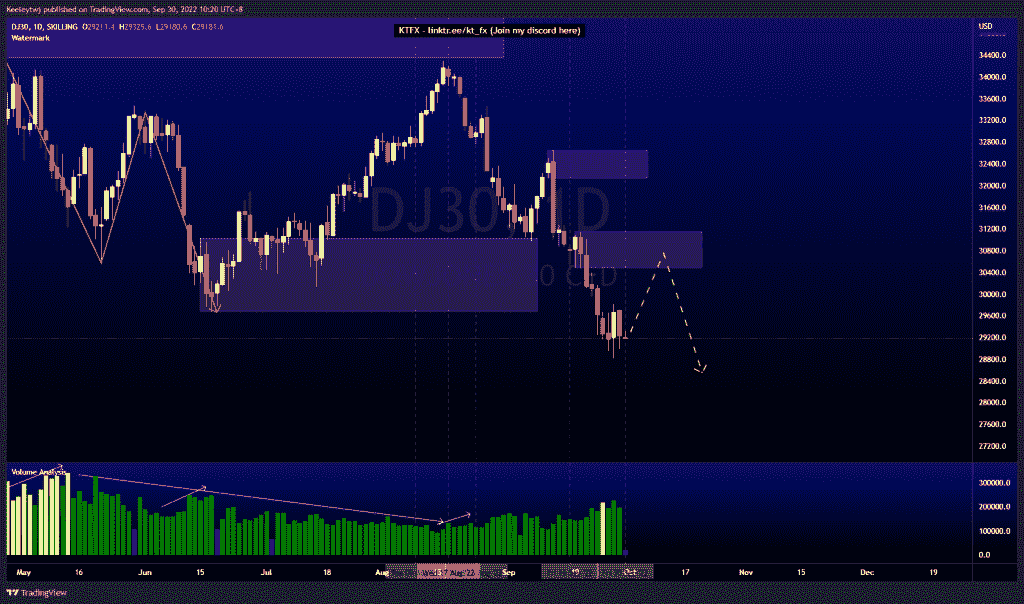 Keeseytwj published on TradingView.com, Sep 30, 2022 10:20 UTC-8
DJ30, 1D, SKILLING O29211.4 H29325.6 L29180.6 C29181.6
Watermark
KTFX - linktr.ee/kt_fx (Join my discord here)
USD
34400.0
34000.0
33600.0
33200.0
32800.0
32400.0
32000.0
31600.0
31200.0
30800.0
30400.0
30000.0
29600.0
29200.0
28800.0
28400.0
28000.0
27600.0
27200.0
DJ30, 1D
CFD
Volume Analysis
300000.0
200000.0
100000.0
0.0
May 16 Jun 15 Jul 18 Aug Sep 19 Oct 17 Nov 15 Dec 19
TradingView